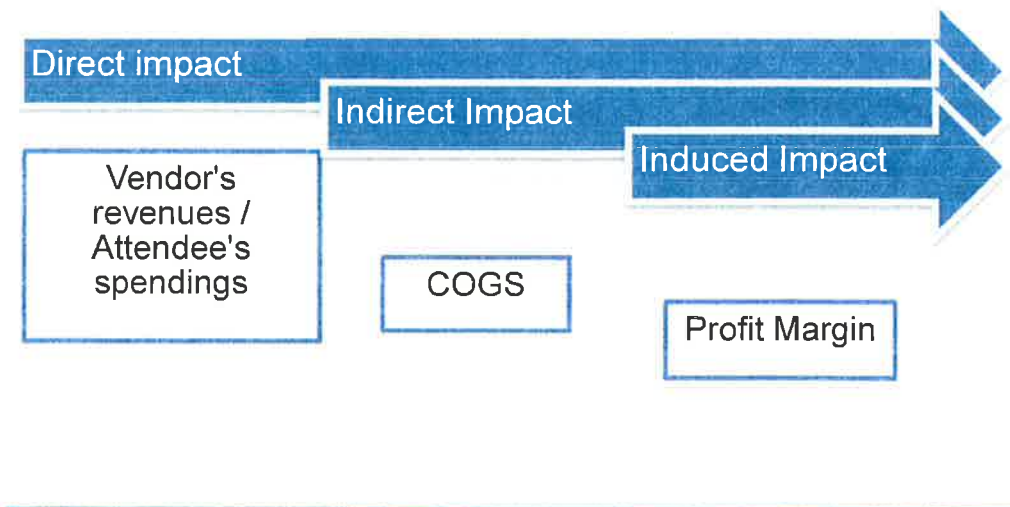 Direct impact
Indirect Impact
Induced Impact
Vendor's
revenues /
Attendee's
spendings
COGS
Profit Margin